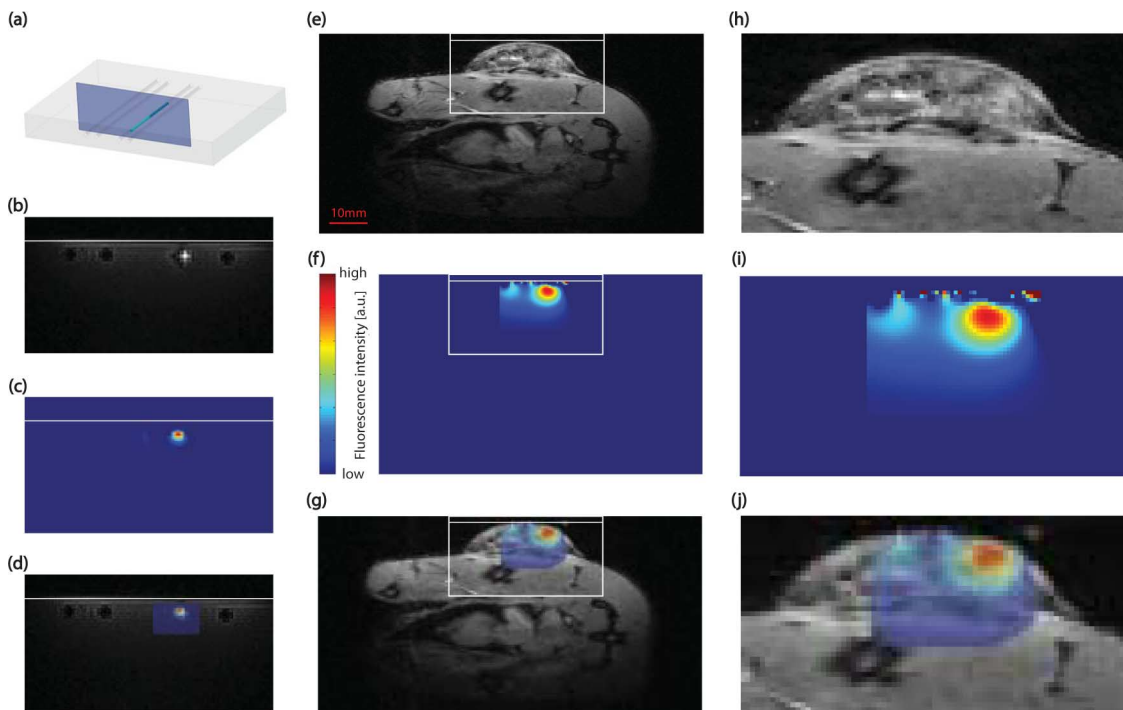 (a)
(b)
(c)
(d)
(e)
10mm
(f)
high
Fluorescence intensity [a.u.]
low
(g)
(h)
(i)
(j)